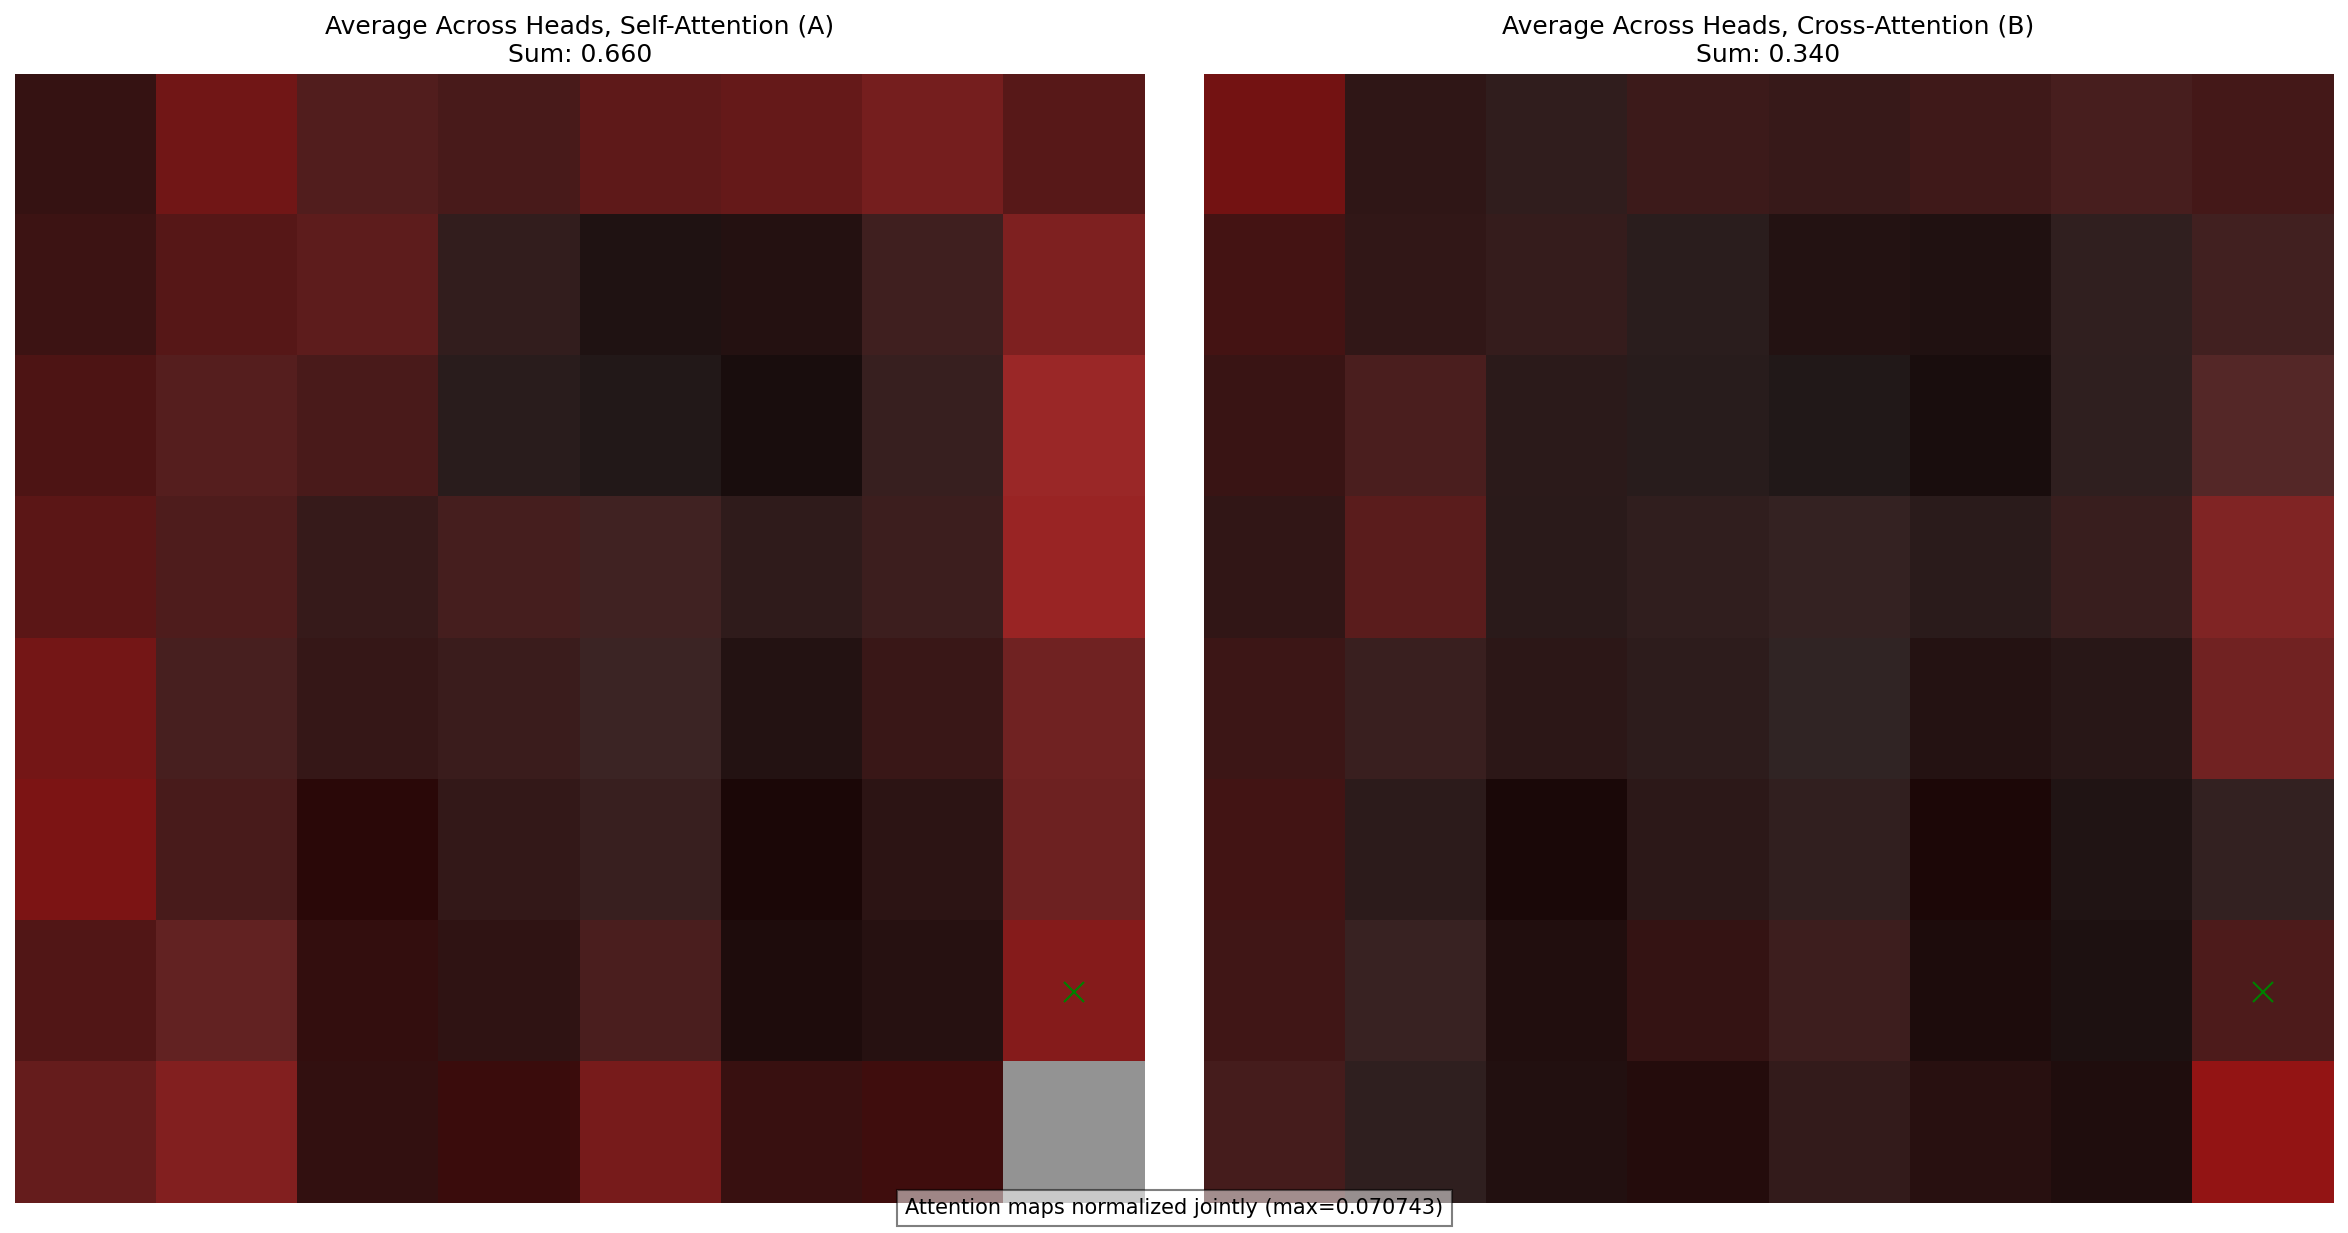 Average Across Heads, Self-Attention (A)
Sum: 0.660
Average Across Heads, Cross-Attention (B)
Sum: 0.340
Attention maps normalized jointly (max=0.070743)